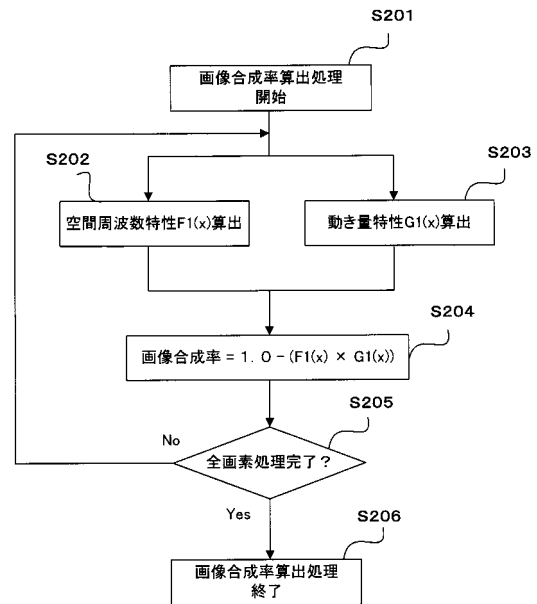 S201
画像合成率算出処理
開始
S202
S203
空間周波数特性F1(x)算出
動き量特性G1(x)算出
S204
画像合成率 = 1. 0 - (F1(x) × G1(x))
S205
No
全画素処理完了？
Yes
S206
画像合成率算出処理
終了